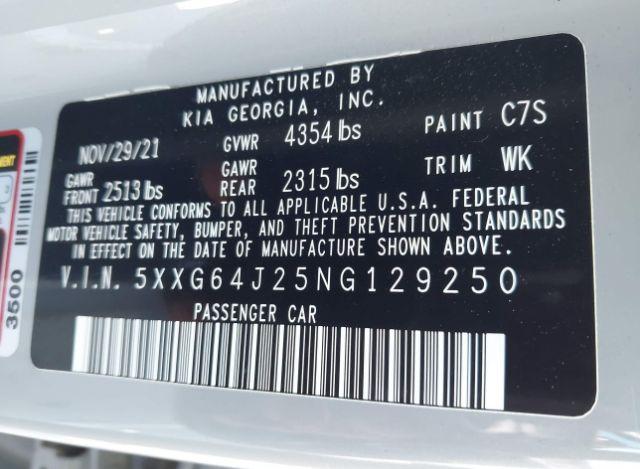 MANUFACTURED BY
KIA GEORGIA, INC.
NOV/29/21 GVWR 4354 lbs PAINT C7S
GAWR FRONT 2513 lbs GAWR REAR 2315 lbs TRIM WK
THIS VEHICLE CONFORMS TO ALL APPLICABLE U.S.A. FEDERAL
MOTOR VEHICLE SAFETY, BUMPER, AND THEFT PREVENTION STANDARDS
IN EFFECT ON THE DATE OF MANUFACTURE SHOWN ABOVE.
V.I.N. 5XXG64J25NG129250
PASSENGER CAR
3500